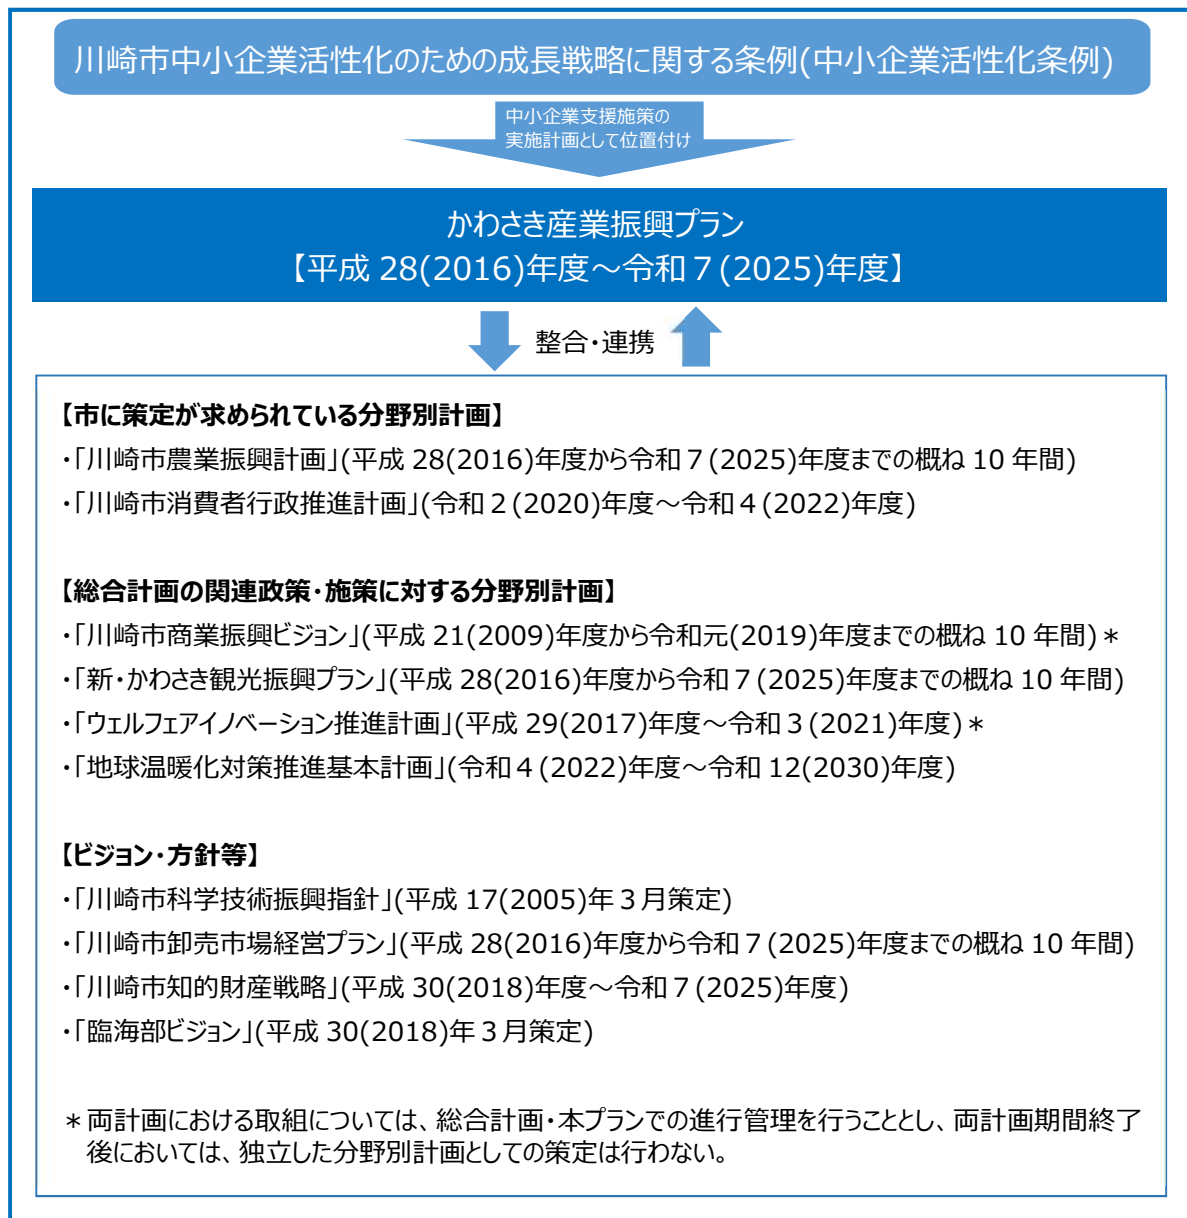 川崎市中小企業活性化のための成長戦略に関する条例(中小企業活性化条例)
中小企業支援施策の
実施計画として位置付け
かわさき産業振興プラン
【平成 28(2016)年度～令和７(2025)年度】
整合・連携
【市に策定が求められている分野別計画】
・「川崎市農業振興計画」(平成 28(2016)年度から令和７(2025)年度までの概ね 10 年間)
・「川崎市消費者行政推進計画」(令和２(2020)年度～令和４(2022)年度)
【総合計画の関連政策・施策に対する分野別計画】
・「川崎市商業振興ビジョン」(平成 21(2009)年度から令和元(2019)年度までの概ね 10 年間)＊
・「新・かわさき観光振興プラン」(平成 28(2016)年度から令和７(2025)年度までの概ね 10 年間)
・「ウェルフェアイノベーション推進計画」(平成 29(2017)年度～令和３(2021)年度)＊
・「地球温暖化対策推進基本計画」(令和４(2022)年度～令和 12(2030)年度)
【ビジョン・方針等】
・「川崎市科学技術振興指針」(平成 17(2005)年３月策定)
・「川崎市卸売市場経営プラン」(平成 28(2016)年度から令和７(2025)年度までの概ね 10 年間)
・「川崎市知的財産戦略」(平成 30(2018)年度～令和７(2025)年度)
・「臨海部ビジョン」(平成 30(2018)年３月策定)
＊両計画における取組については、総合計画・本プランでの進行管理を行うこととし、両計画期間終了
後においては、独立した分野別計画としての策定は行わない。